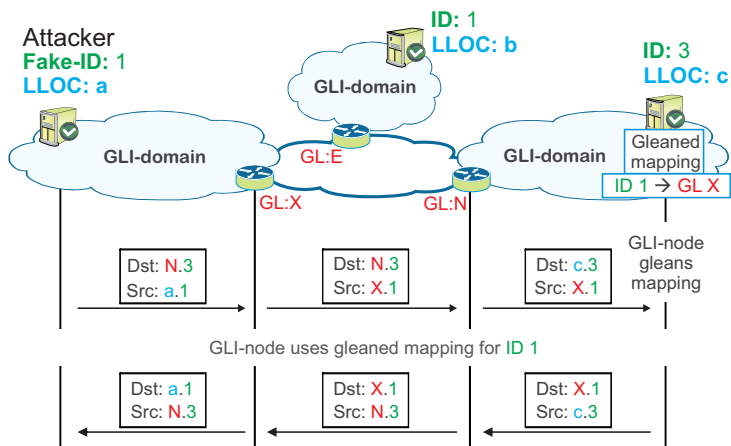 Attacker
Fake-ID: 1
LLOC: a
ID: 1
LLOC: b
ID: 3
LLOC: c
GLI-domain
GLI-domain
GLI-domain
GL:E
GL:X
GL:N
Gleaned
mapping
ID 1 → GL X
GLI-node
gleans
mapping
Dst: N.3
Src: a.1
Dst: N.3
Src: X.1
Dst: c.3
Src: X.1
GLI-node uses gleaned mapping for ID 1
Dst: a.1
Src: N.3
Dst: X.1
Src: N.3
Dst: X.1
Src: c.3